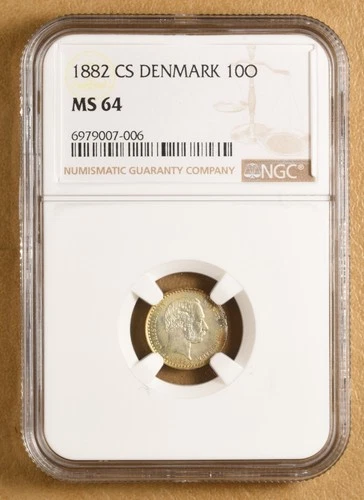 1882 CS DENMARK 10O
MS 64
6979007-006
NUMISMATIC GUARANTY COMPANY NGC®